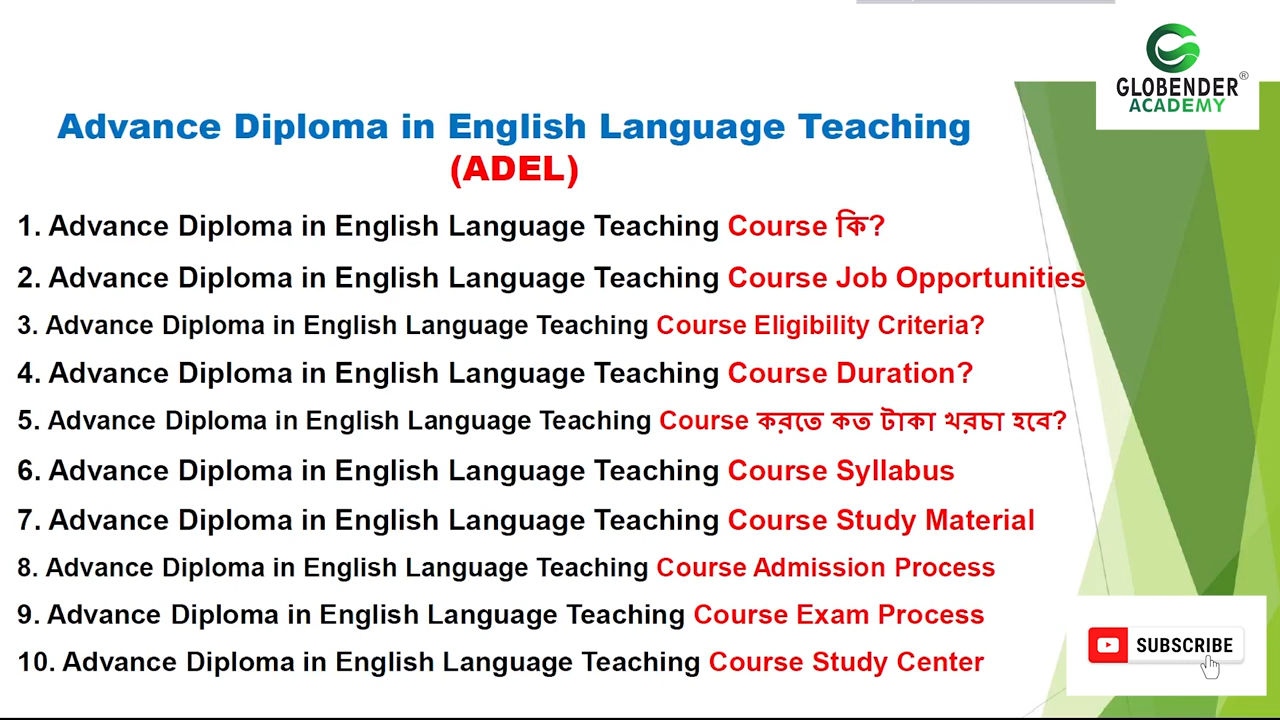 GLOBENDER®
ACADEMY
Advance Diploma in English Language Teaching
(ADEL)
1. Advance Diploma in English Language Teaching Course কি?
2. Advance Diploma in English Language Teaching Course Job Opportunities
3. Advance Diploma in English Language Teaching Course Eligibility Criteria?
4. Advance Diploma in English Language Teaching Course Duration?
5. Advance Diploma in English Language Teaching Course করতে কত টাকা খরচা হবে?
6. Advance Diploma in English Language Teaching Course Syllabus
7. Advance Diploma in English Language Teaching Course Study Material
8. Advance Diploma in English Language Teaching Course Admission Process
9. Advance Diploma in English Language Teaching Course Exam Process
10. Advance Diploma in English Language Teaching Course Study Center
SUBSCRIBE